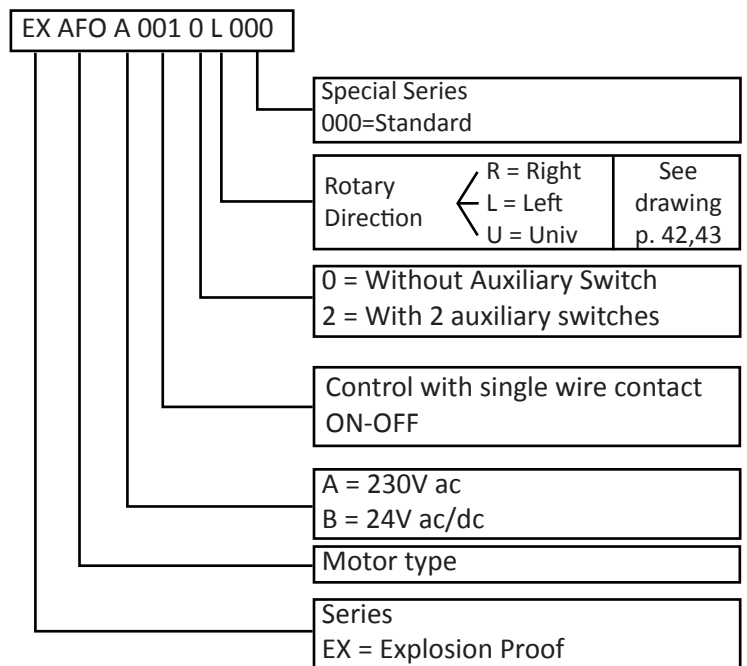 EX AFO A 001 0 L 000
Special Series
000=Standard
Rotary
Direction
R = Right
L = Left
U = Univ
See
drawing
p. 42,43
0 = Without Auxiliary Switch
2 = With 2 auxiliary switches
Control with single wire contact
ON-OFF
A = 230V ac
B = 24V ac/dc
Motor type
Series
EX = Explosion Proof